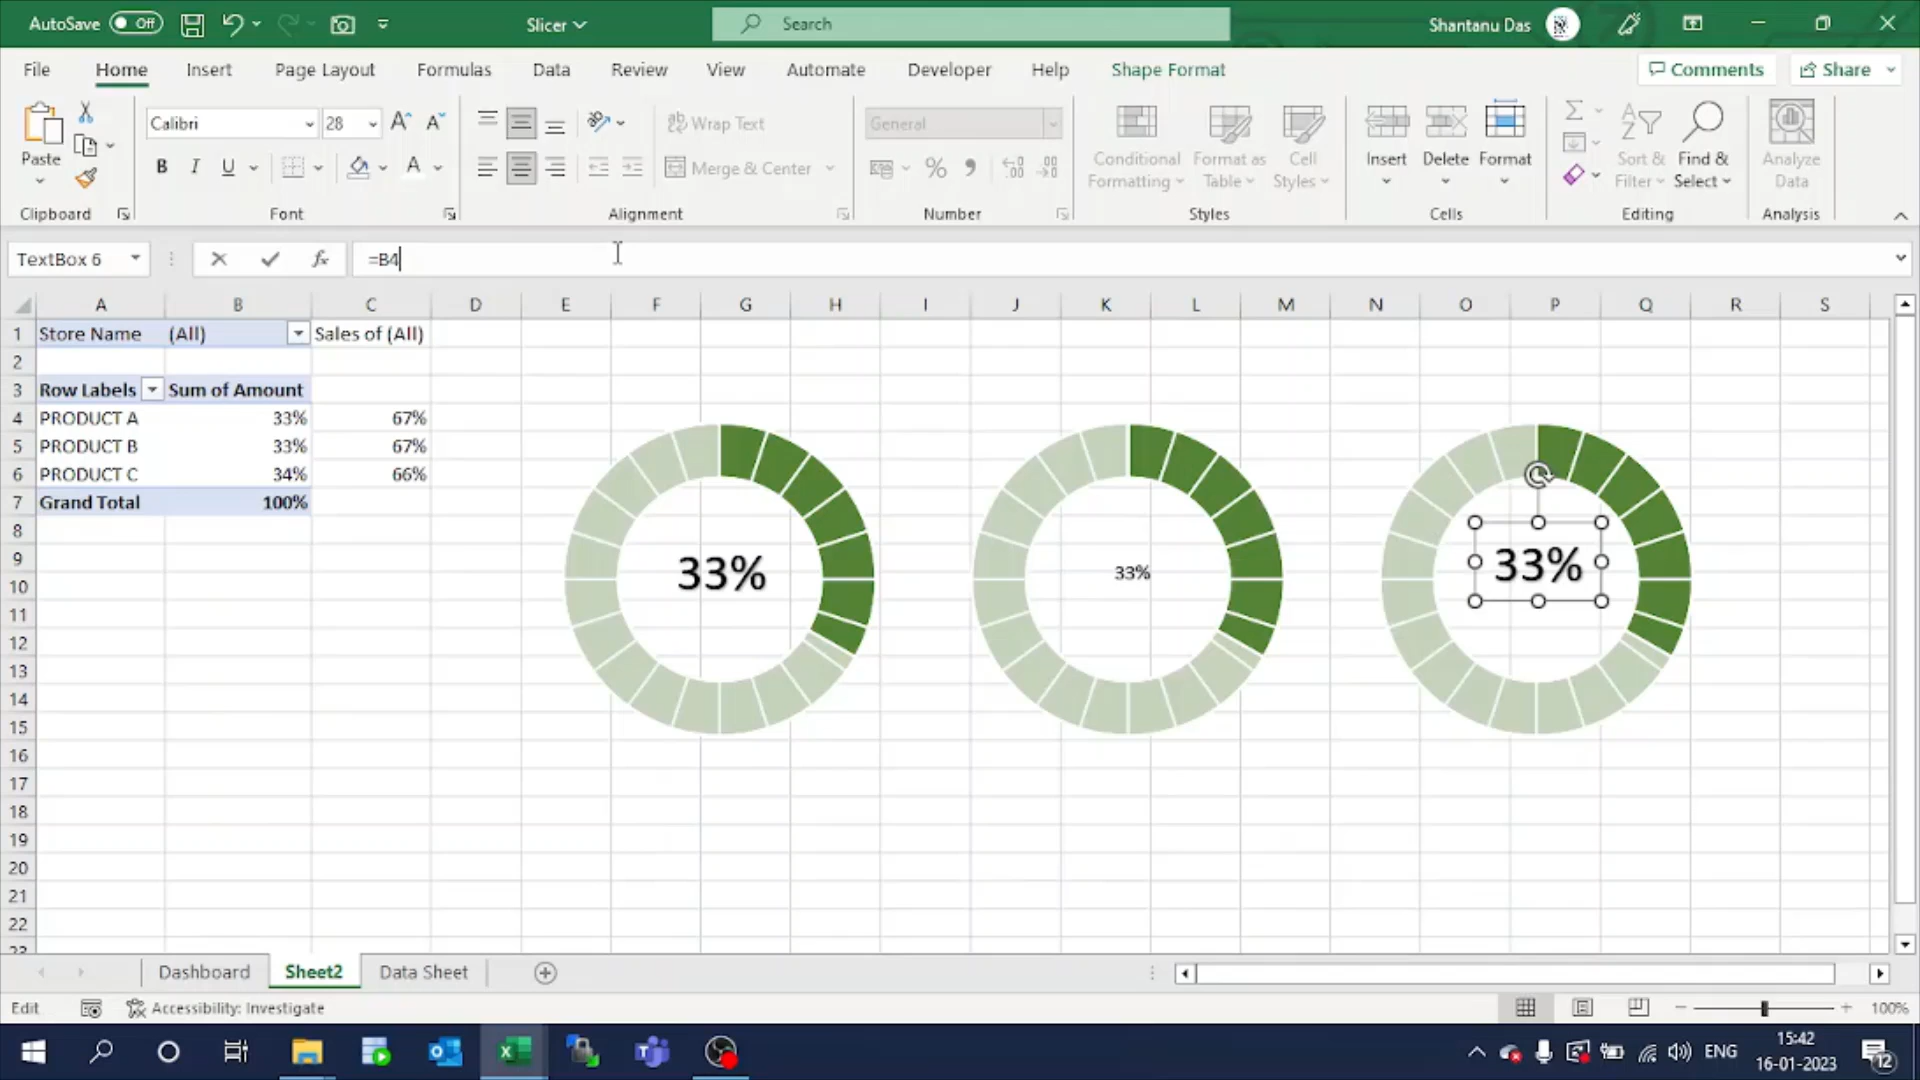 AutoSave Off Slicer Search Shantanu Das
File Home Insert Page Layout Formulas Data Review View Automate Developer Help Shape Format Comments Share
Paste
Clipboard
Calibri 28 A A
B I U A
Font
ab Wrap Text
Merge & Center
Alignment
General
% 9
Number
Conditional Formatting
Format as Table
Cell Styles
Styles
Insert Delete Format
Cells
Sort & Filter
Find & Select
Editing
Analyze Data
Analysis
TextBox 6 fx =B4
A B C D E F G H I J K L M N O P Q R S
1 Store Name (All) Sales of (All)
2
3 Row Labels Sum of Amount
4 PRODUCT A 33% 67%
5 PRODUCT B 33% 67%
6 PRODUCT C 34% 66%
7 Grand Total 100%
8
9
10
11
12
13
14
15
16
17
18
19
20
21
22
23
33% 33% 33%
Dashboard Sheet2 Data Sheet
Edit Accessibility: Investigate 100%
ENG 15:42
16-01-2023
12